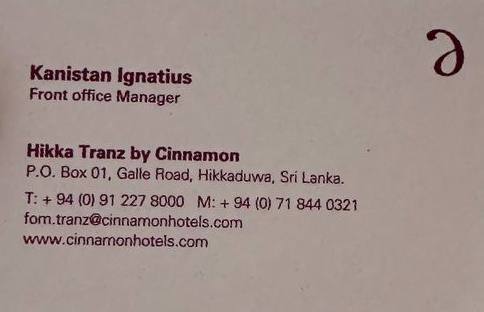 Kanistan Ignatius
Front office Manager
Hikka Tranz by Cinnamon
P.O. Box 01, Galle Road, Hikkaduwa, Sri Lanka.
T: + 94 (0) 91 227 8000 M: + 94 (0) 71 844 0321
fom.tranz@cinnamonhotels.com
www.cinnamonhotels.com